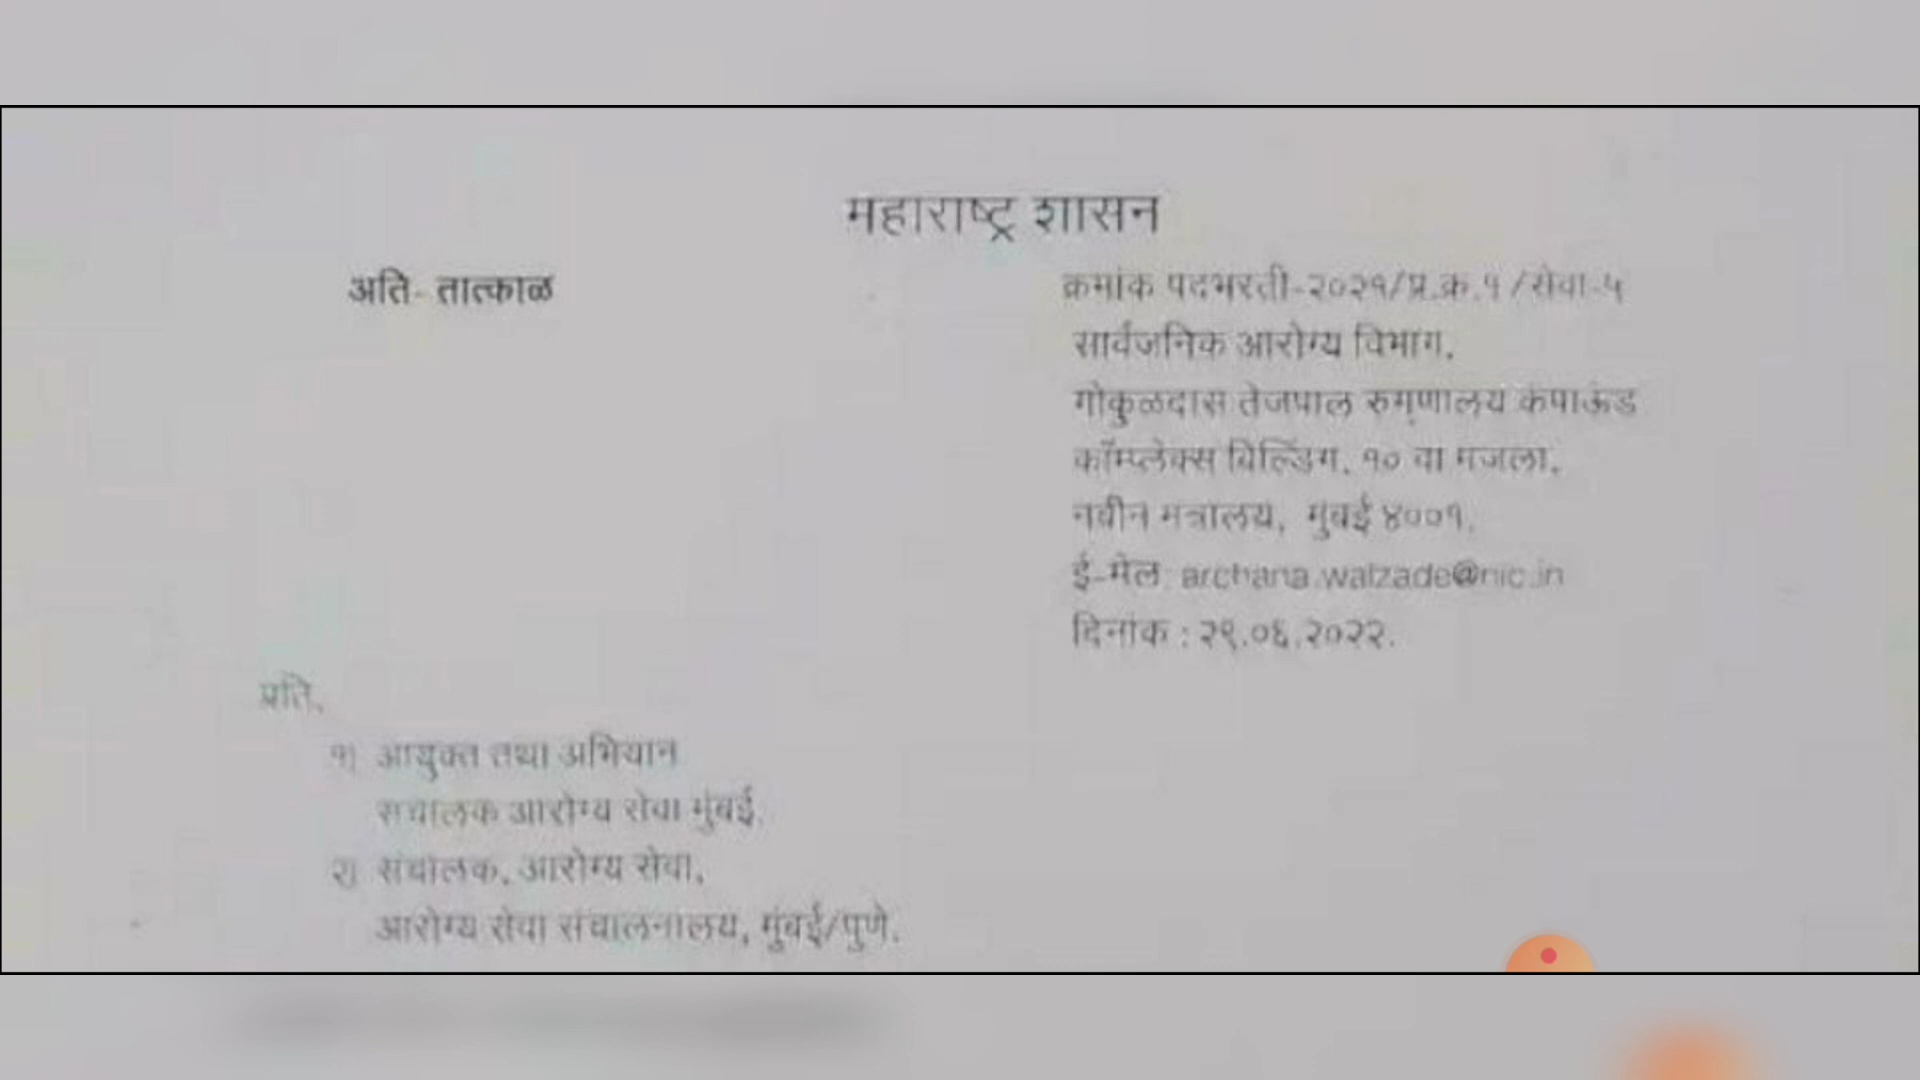 महाराष्ट्र शासन
अति- तात्काळ
क्रमांक पदभरती-२०२१/प्र.क्र.१/सेवा-५
सार्वजनिक आरोग्य विभाग,
गोकुळदास तेजपाल रुग्णालय कंपाऊंड
कॉम्प्लेक्स बिल्डिंग, १० वा मजला,
नवीन मंत्रालय, मुंबई ४००१,
ई-मेल: archana.walzade@nic.in
दिनांक : २९.०६.२०२२.
प्रति,
१) आयुक्त तथा अभियान
संचालक आरोग्य सेवा मुंबई.
२) संचालक, आरोग्य सेवा,
आरोग्य सेवा संचालनालय, मुंबई/पुणे.